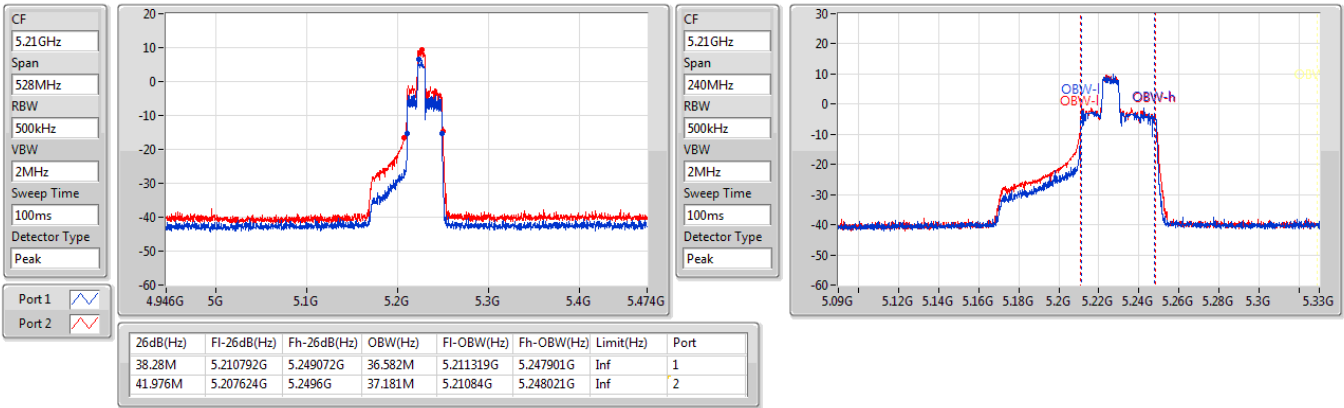 CF
5.21GHz
Span
528MHz
RBW
500kHz
VBW
2MHz
Sweep Time
100ms
Detector Type
Peak
Port 1
Port 2
20
10
0
-10
-20
-30
-40
-50
-60
4.946G 5G 5.1G 5.2G 5.3G 5.4G 5.474G
CF
5.21GHz
Span
240MHz
RBW
500kHz
VBW
2MHz
Sweep Time
100ms
Detector Type
Peak
30
20
10
0
-10
-20
-30
-40
-50
-60
OBW-l
OBW-l
OBW-h
5.09G 5.12G 5.14G 5.16G 5.18G 5.2G 5.22G 5.24G 5.26G 5.28G 5.3G 5.33G
26dB(Hz) Fl-26dB(Hz) Fh-26dB(Hz) OBW(Hz) Fl-OBW(Hz) Fh-OBW(Hz) Limit(Hz) Port
38.28M 5.210792G 5.249072G 36.582M 5.211319G 5.247901G Inf 1
41.976M 5.207624G 5.2496G 37.181M 5.21084G 5.248021G Inf 2